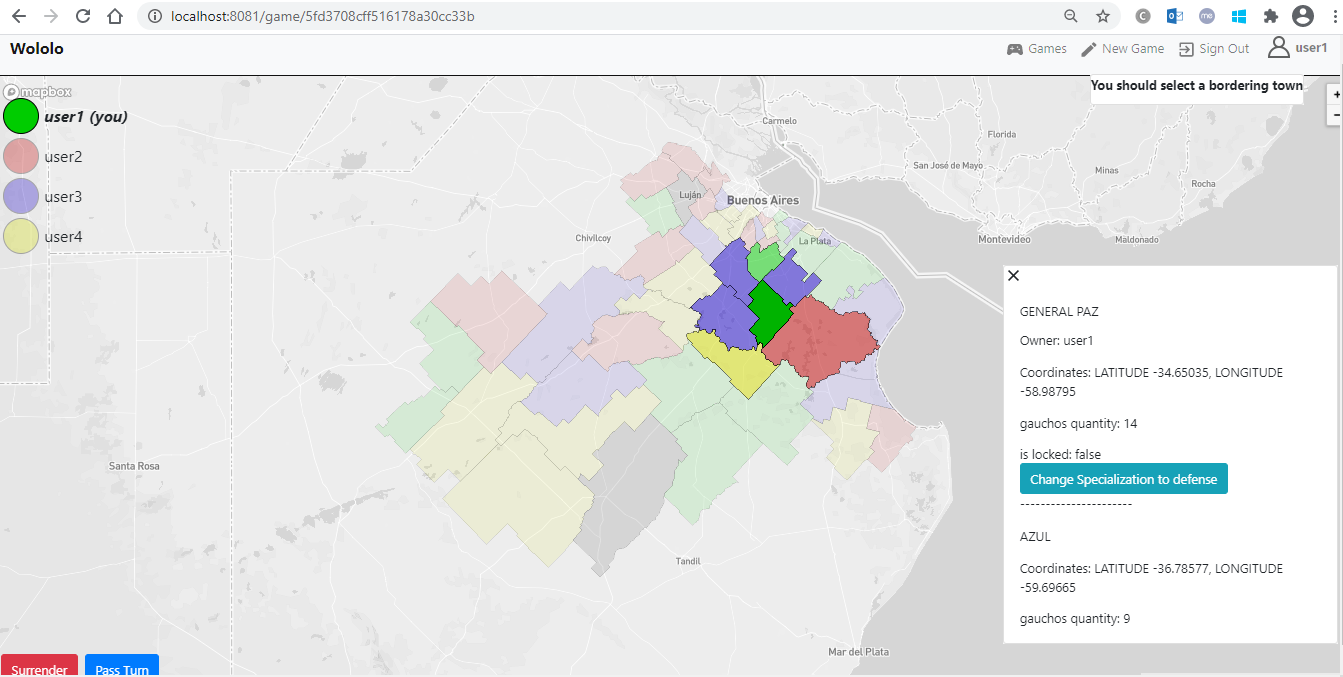 localhost:8081/game/5fd3708cff516178a30cc33b
Wololo
Games
New Game
Sign Out
user1
You should select a bordering town
mapbox
user1 (you)
user2
user3
user4
+
−
Carmelo
Florida
San José de Mayo
Minas
Rocha
Luján
Buenos Aires
Chivilcoy
La Plata
Montevideo
Maldonado
Santa Rosa
Tandil
Mar del Plata
GENERAL PAZ
Owner: user1
Coordinates: LATITUDE -34.65035, LONGITUDE
-58.98795
gauchos quantity: 14
is locked: false
Change Specialization to defense
----------------------
AZUL
Coordinates: LATITUDE -36.78577, LONGITUDE
-59.69665
gauchos quantity: 9
Surrender
Pass Turn